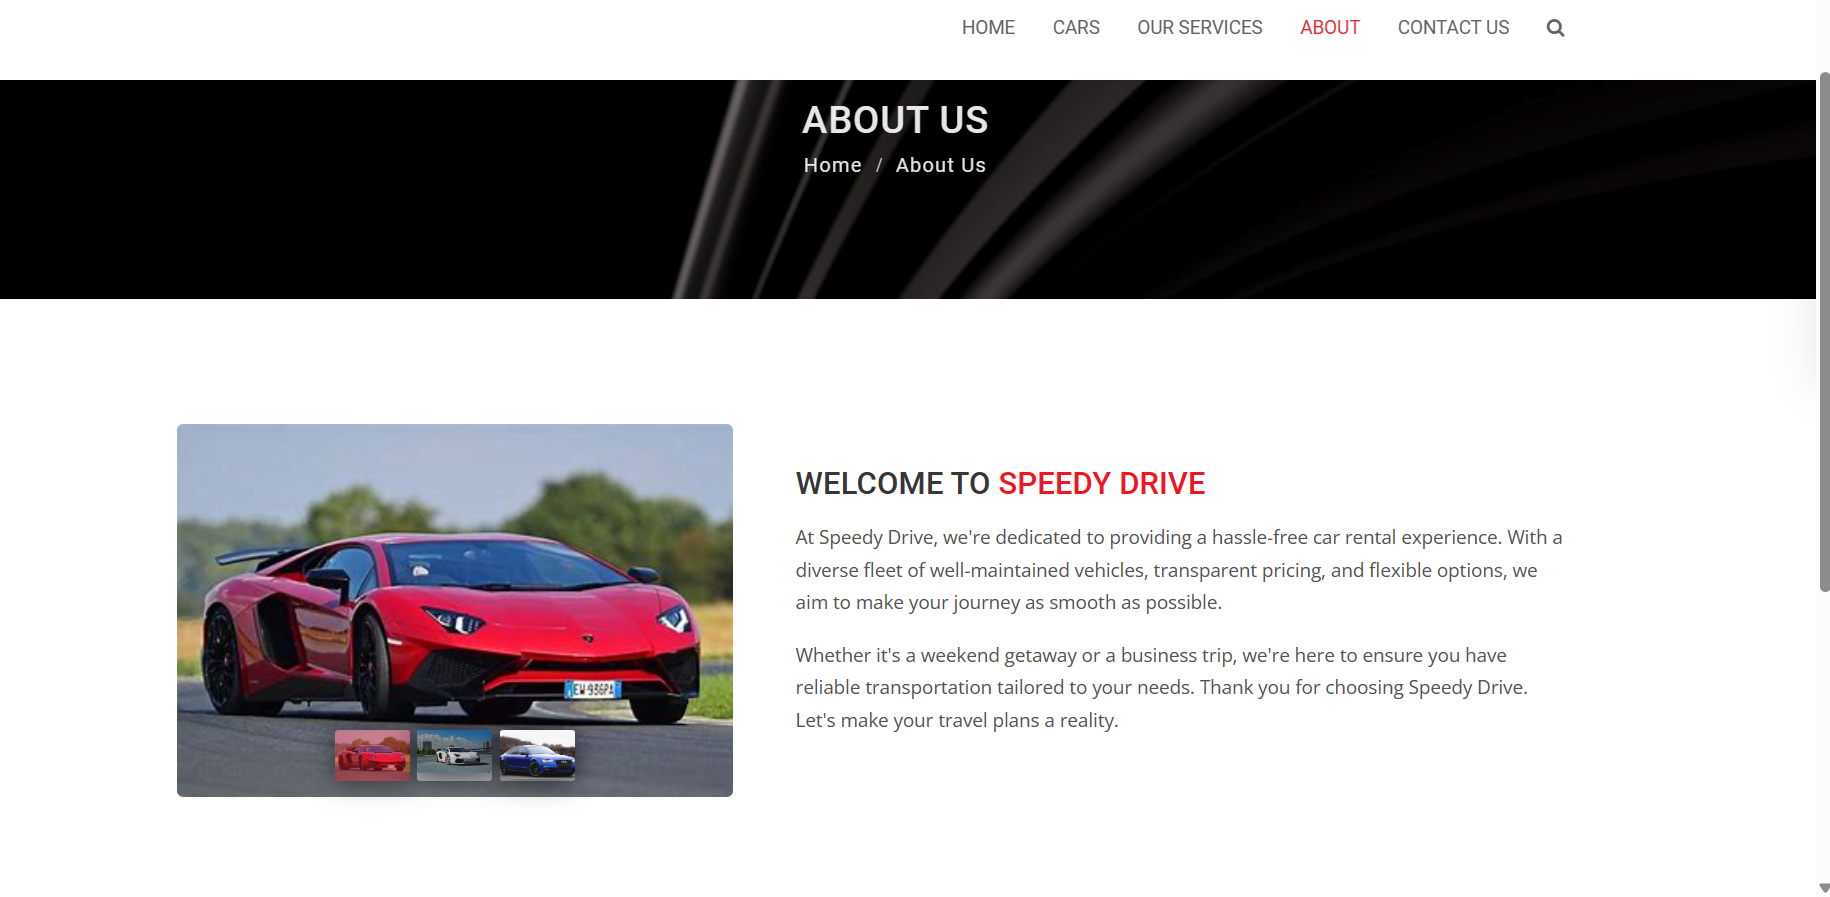 HOME CARS OUR SERVICES ABOUT CONTACT US
ABOUT US
Home / About Us
WELCOME TO SPEEDY DRIVE
At Speedy Drive, we're dedicated to providing a hassle-free car rental experience. With a
diverse fleet of well-maintained vehicles, transparent pricing, and flexible options, we
aim to make your journey as smooth as possible.
Whether it's a weekend getaway or a business trip, we're here to ensure you have
reliable transportation tailored to your needs. Thank you for choosing Speedy Drive.
Let's make your travel plans a reality.